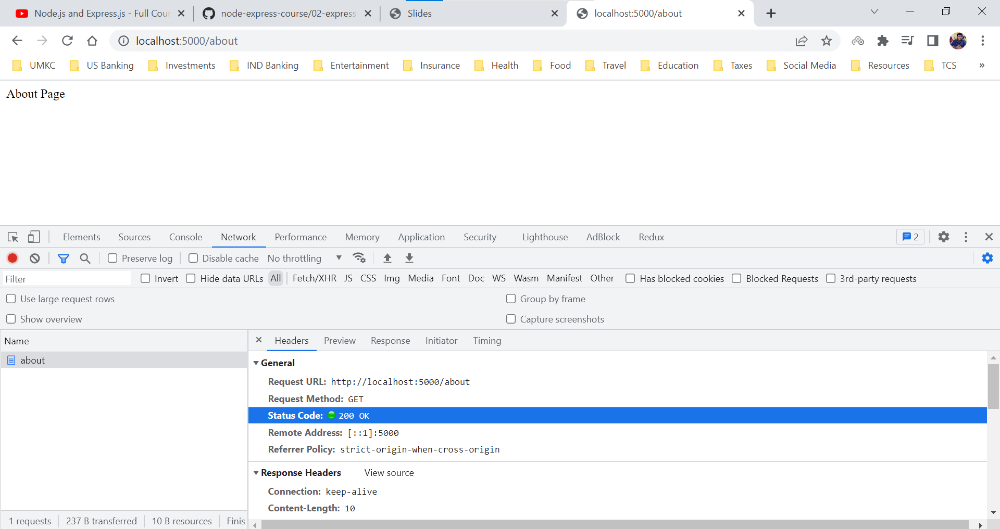 Node.js and Express.js - Full Cour
node-express-course/02-express
Slides
localhost:5000/about
localhost:5000/about
UMKC US Banking Investments IND Banking Entertainment Insurance Health Food Travel Education Taxes Social Media Resources TCS »
About Page
Elements Sources Console Network Performance Memory Application Security Lighthouse AdBlock Redux 2
Preserve log Disable cache No throttling
Filter Invert Hide data URLs All Fetch/XHR JS CSS Img Media Font Doc WS Wasm Manifest Other Has blocked cookies Blocked Requests 3rd-party requests
Use large request rows Group by frame
Show overview Capture screenshots
Name
about
Headers Preview Response Initiator Timing
General
Request URL: http://localhost:5000/about
Request Method: GET
Status Code: 200 OK
Remote Address: [::1]:5000
Referrer Policy: strict-origin-when-cross-origin
Response Headers View source
Connection: keep-alive
Content-Length: 10
1 requests 237 B transferred 10 B resources Finis